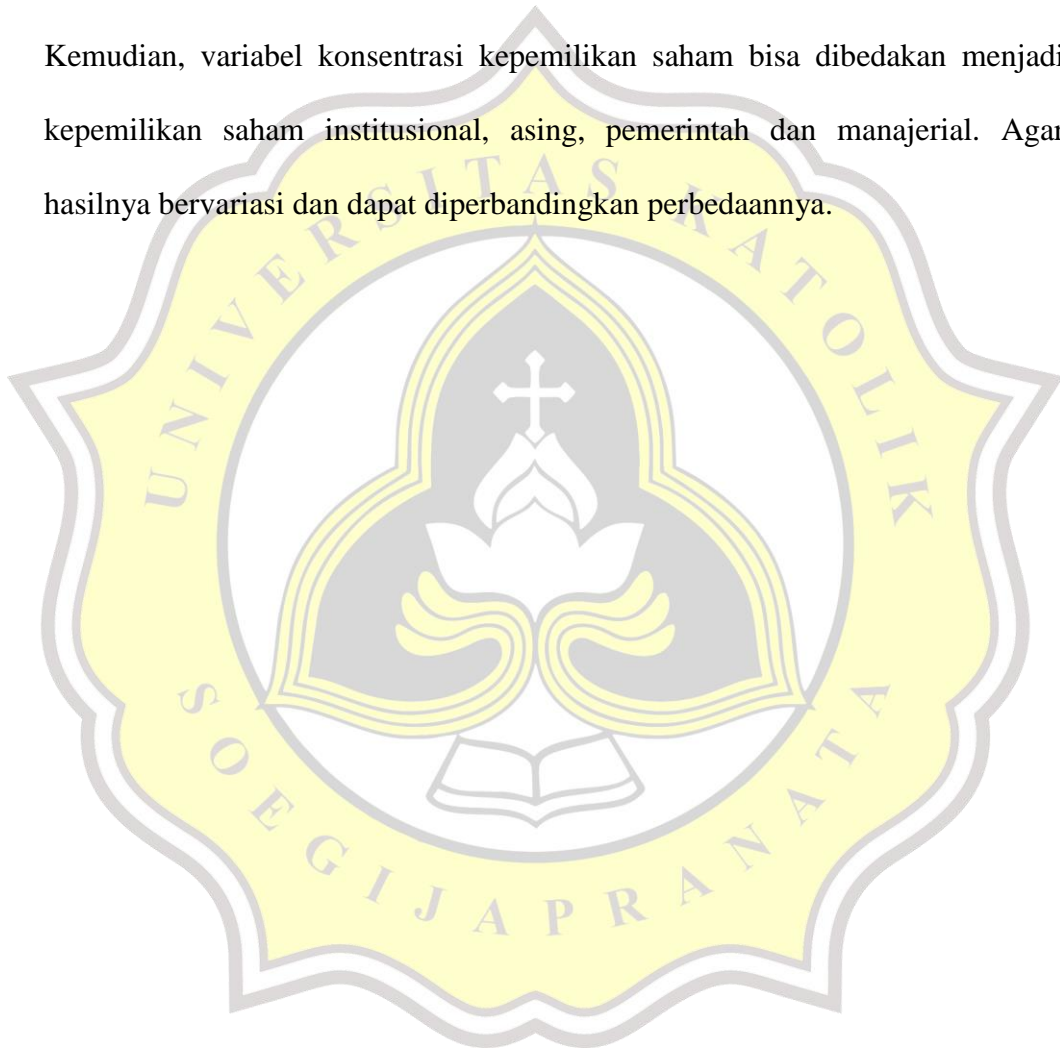 Kemudian, variabel konsentrasi kepemilikan saham bisa dibedakan menjadi
kepemilikan saham institusional, asing, pemerintah dan manajerial. Agar
hasilnya bervariasi dan dapat diperbandingkan perbedaannya.
UNIVERSITAS KATOLIK
SOEGIJAPRANATA